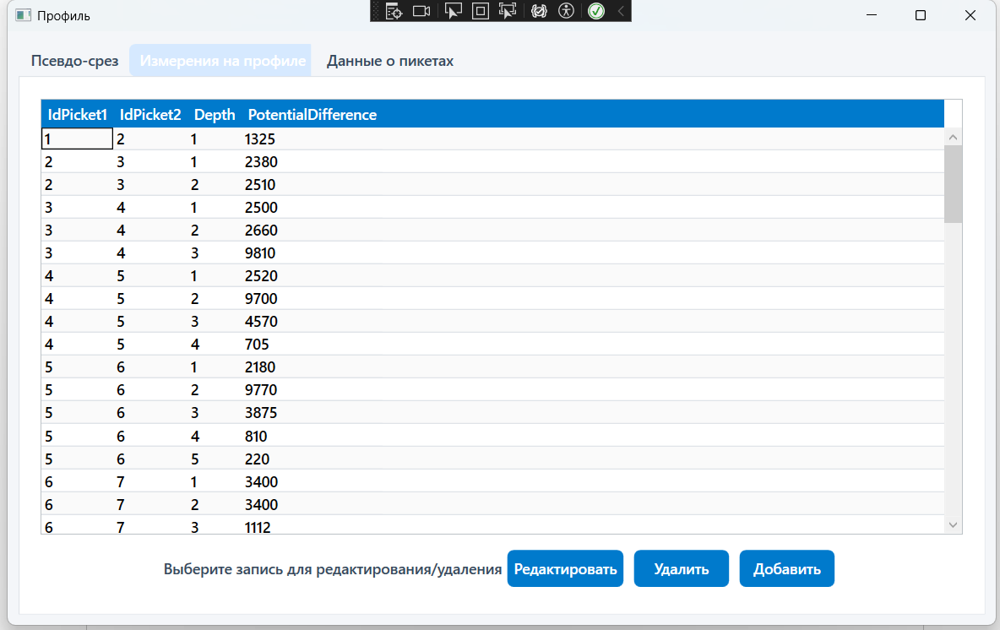 Профиль
Псевдо-срез Измерения на профиле Данные о пикетах
IdPicket1 IdPicket2 Depth PotentialDifference
1 2 1 1325
2 3 1 2380
2 3 2 2510
3 4 1 2500
3 4 2 2660
3 4 3 9810
4 5 1 2520
4 5 2 9700
4 5 3 4570
4 5 4 705
5 6 1 2180
5 6 2 9770
5 6 3 3875
5 6 4 810
5 6 5 220
6 7 1 3400
6 7 2 3400
6 7 3 1112
Выберите запись для редактирования/удаления Редактировать Удалить Добавить